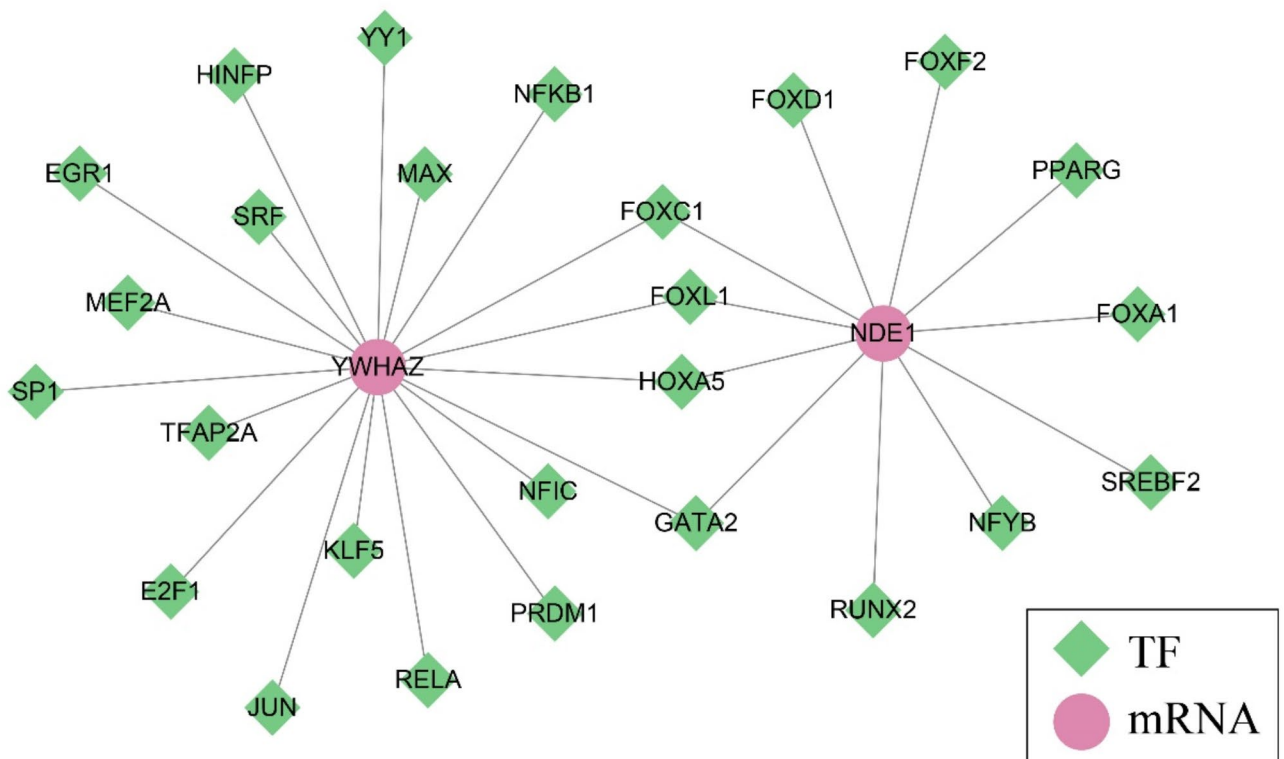 YY1
FOXF2
HINFP
NFKB1
FOXD1
EGR1
MAX
PPARG
SRF
FOXC1
MEF2A
FOXL1
FOXA1
NDE1
YWHAZ
SP1
HOXA5
TFAP2A
NFIC
SREBF2
GATA2
NFYB
KLF5
E2F1
PRDM1
RUNX2
RELA
JUN
TF
mRNA